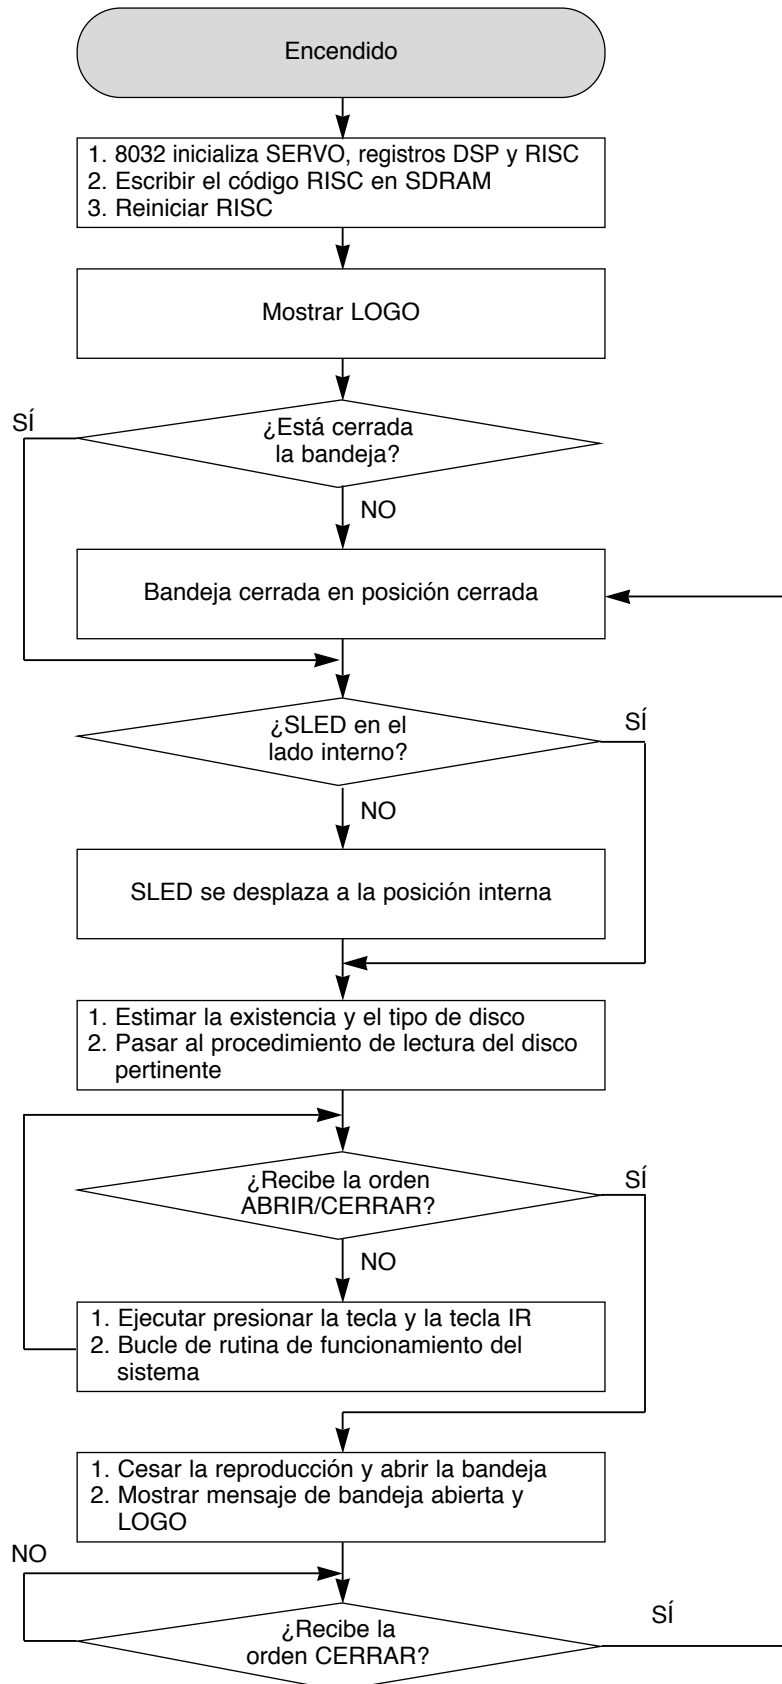 Encendido
1. 8032 inicializa SERVO, registros DSP y RISC
2. Escribir el código RISC en SDRAM
3. Reiniciar RISC
Mostrar LOGO
SÍ
¿Está cerrada
la bandeja?
NO
Bandeja cerrada en posición cerrada
¿SLED en el
lado interno?
SÍ
NO
SLED se desplaza a la posición interna
1. Estimar la existencia y el tipo de disco
2. Pasar al procedimiento de lectura del disco
pertinente
¿Recibe la orden
ABRIR/CERRAR?
SÍ
NO
1. Ejecutar presionar la tecla y la tecla IR
2. Bucle de rutina de funcionamiento del
sistema
1. Cesar la reproducción y abrir la bandeja
2. Mostrar mensaje de bandeja abierta y
LOGO
NO
¿Recibe la
orden CERRAR?
SÍ